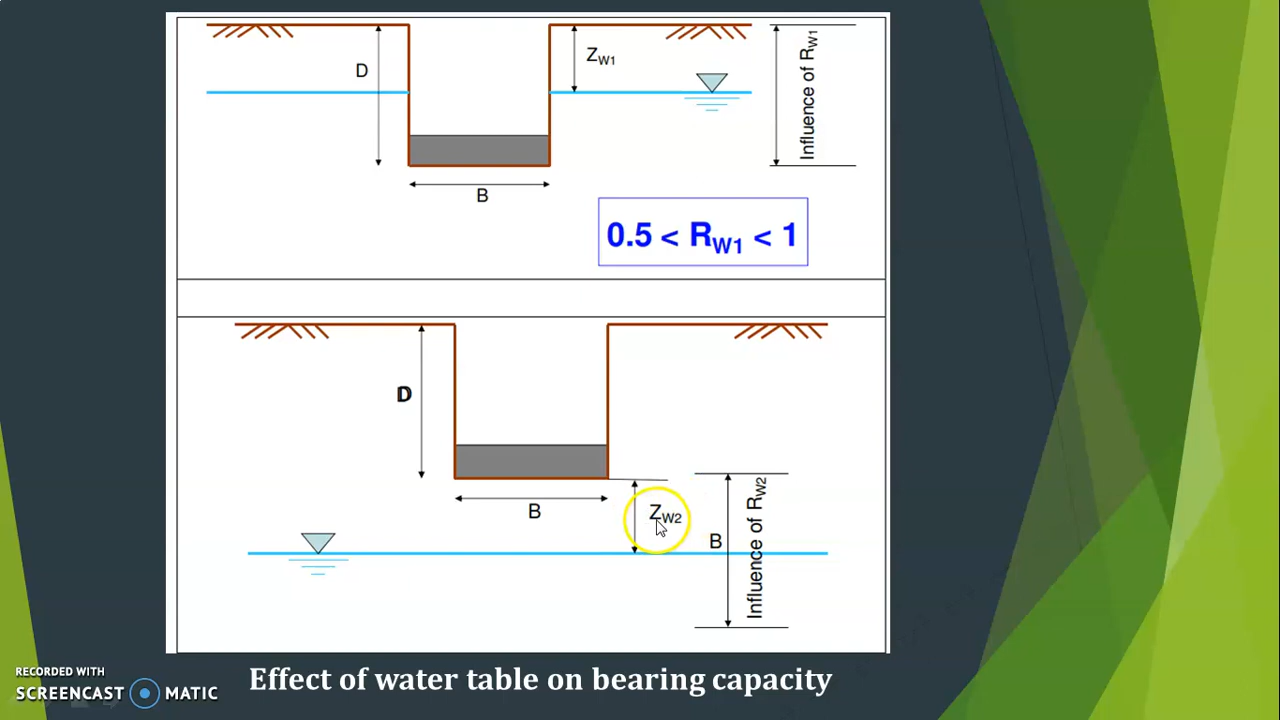 D
Z_W1
Influence of R_W1
B
0.5 < R_W1 < 1
D
B
Z_W2
B
Influence of R_W2
RECORDED WITH
SCREENCAST MATIC
Effect of water table on bearing capacity